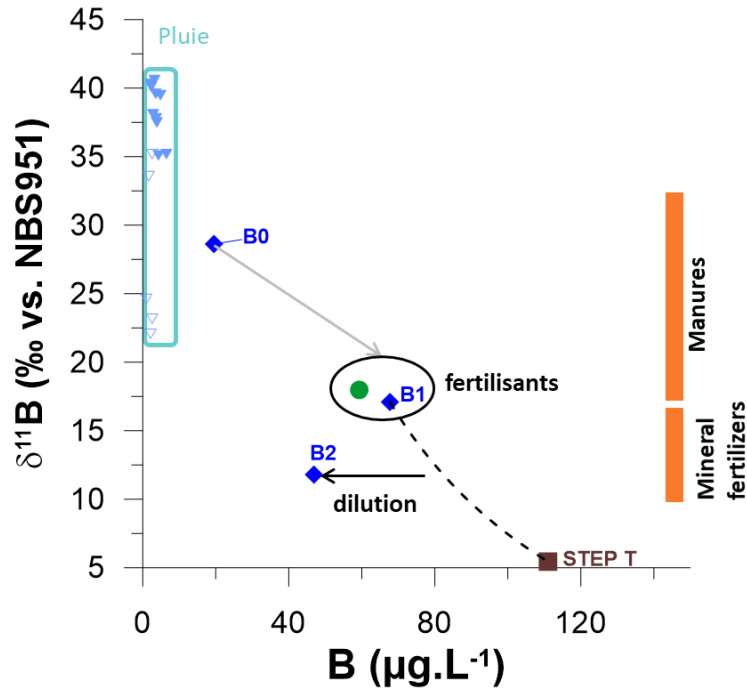 45
Pluie
40
35
30
B0
25
20
fertilisants
B1
15
B2
dilution
10
STEP T
5
0
40
80
120
B (µg.L-1)
δ11B (‰ vs. NBS951)
Manures
Mineral
fertilizers